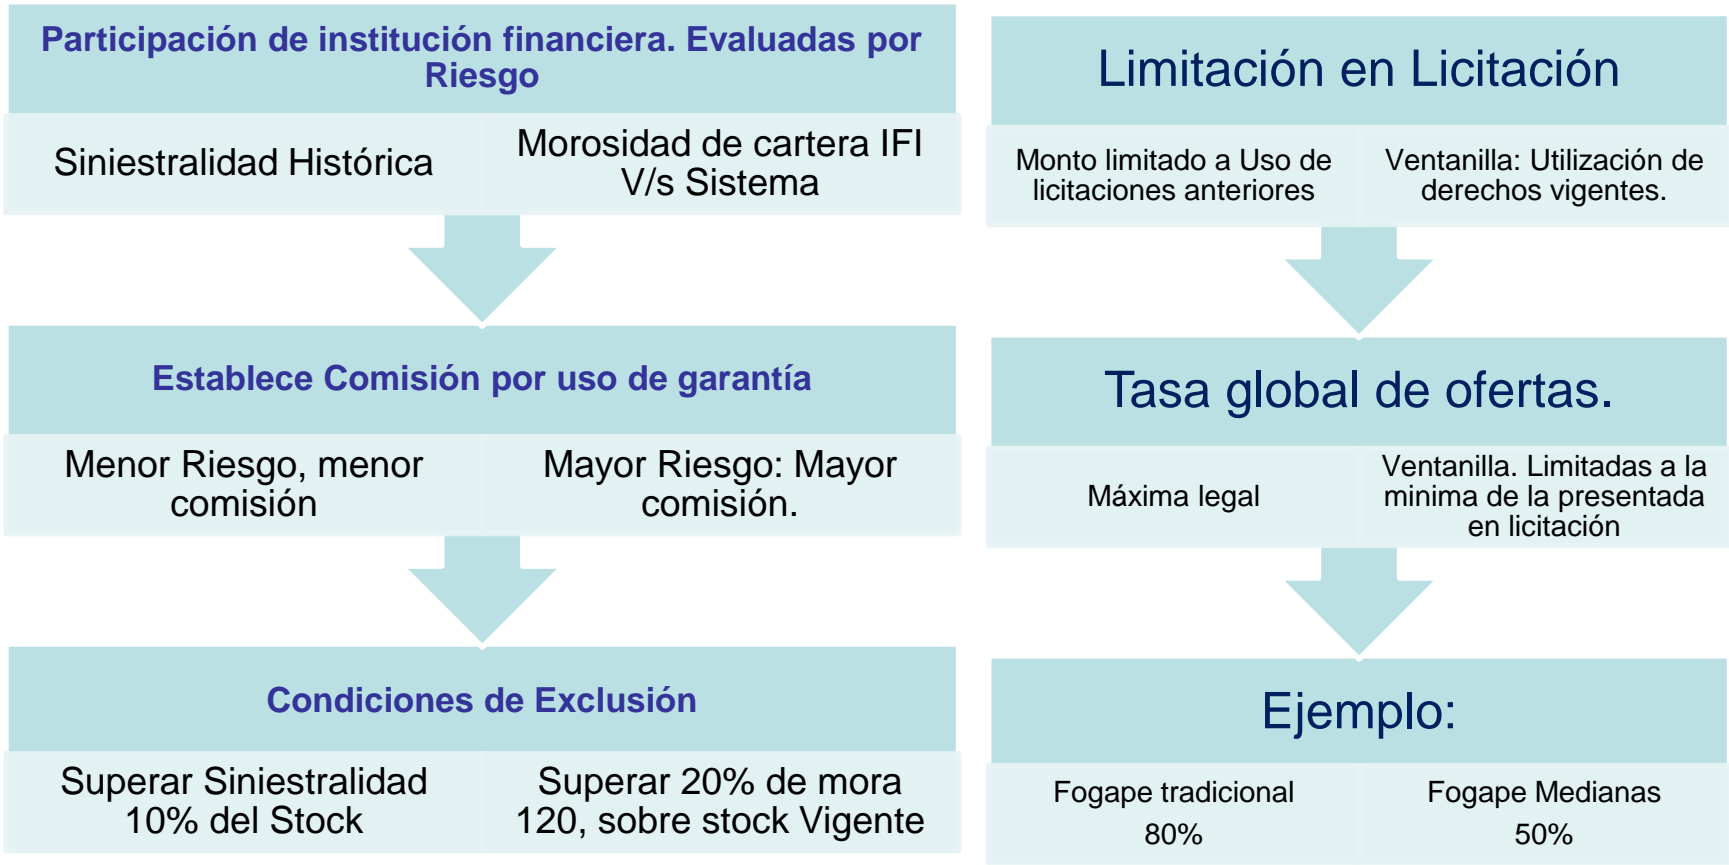 Participación de institución financiera. Evaluadas por
Riesgo
Siniestralidad Histórica
Morosidad de cartera IFI
V/s Sistema
Establece Comisión por uso de garantía
Menor Riesgo, menor
comisión
Mayor Riesgo: Mayor
comisión.
Condiciones de Exclusión
Superar Siniestralidad
10% del Stock
Superar 20% de mora
120, sobre stock Vigente
Limitación en Licitación
Monto limitado a Uso de
licitaciones anteriores
Ventanilla: Utilización de
derechos vigentes.
Tasa global de ofertas.
Máxima legal
Ventanilla. Limitadas a la
minima de la presentada
en licitación
Ejemplo:
Fogape tradicional
80%
Fogape Medianas
50%